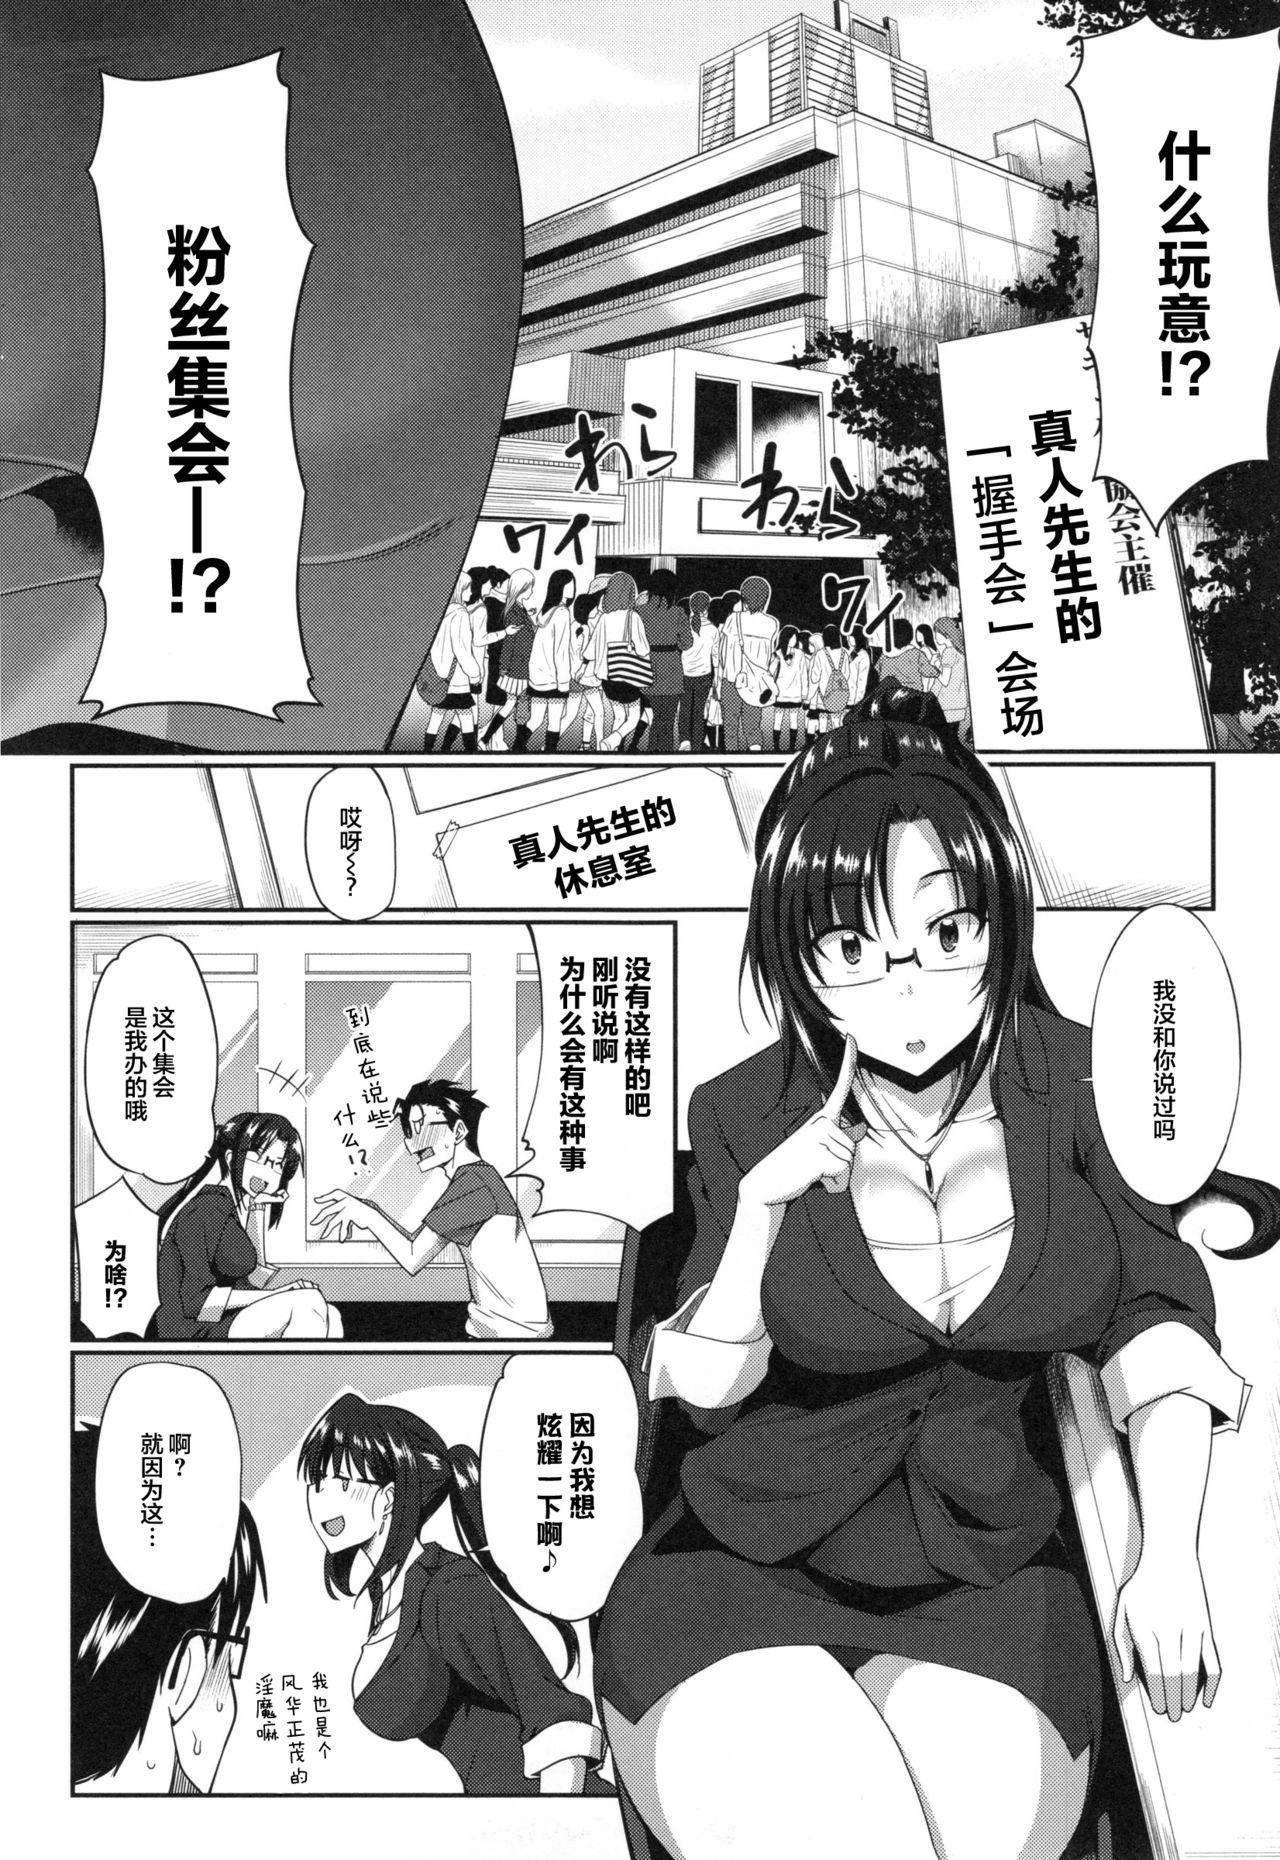 什么玩意!?
协会主催
真人先生的
「握手会」会场
わらわら
わらわら
ワイ
ワイ
粉丝集会—!?
真人先生的
休息室
哎呀~?
我没和你说过吗
没有这样的吧
刚听说啊
为什么会有这种事
到底在说些
什么!?
这个集会
是我办的哦
为啥!?
因为我想
炫耀一下啊♪
我也是个
风华正茂的
淫魔嘛
啊?
就因为这…